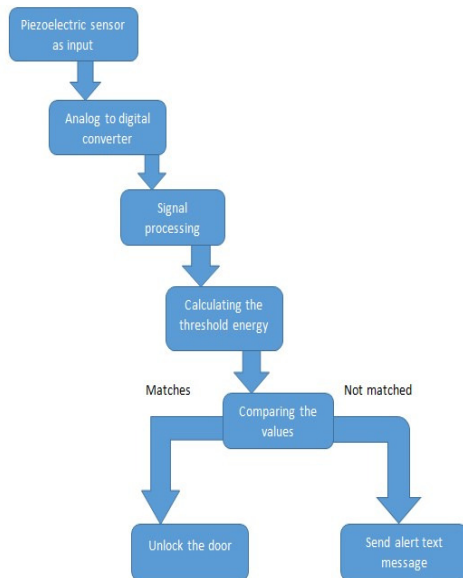 Piezoelectric sensor
as input
Analog to digital
converter
Signal
processing
Calculating the
threshold energy
Matches
Not matched
Comparing the
values
Unlock the door
Send alert text
message